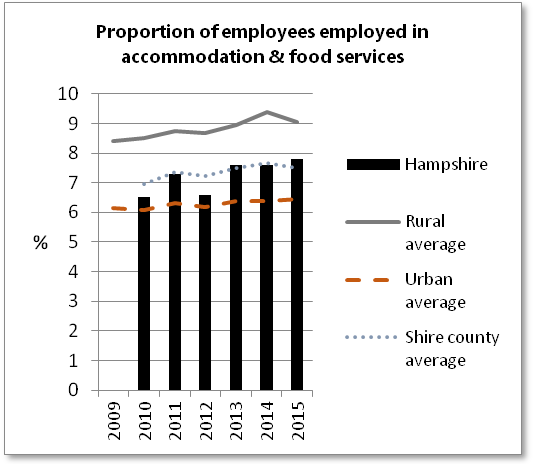 Proportion of employees employed in
accommodation & food services
10
9
8
7
6
5
4
3
2
1
0
%
2009
2010
2011
2012
2013
2014
2015
Hampshire
Rural
average
Urban
average
Shire county
average